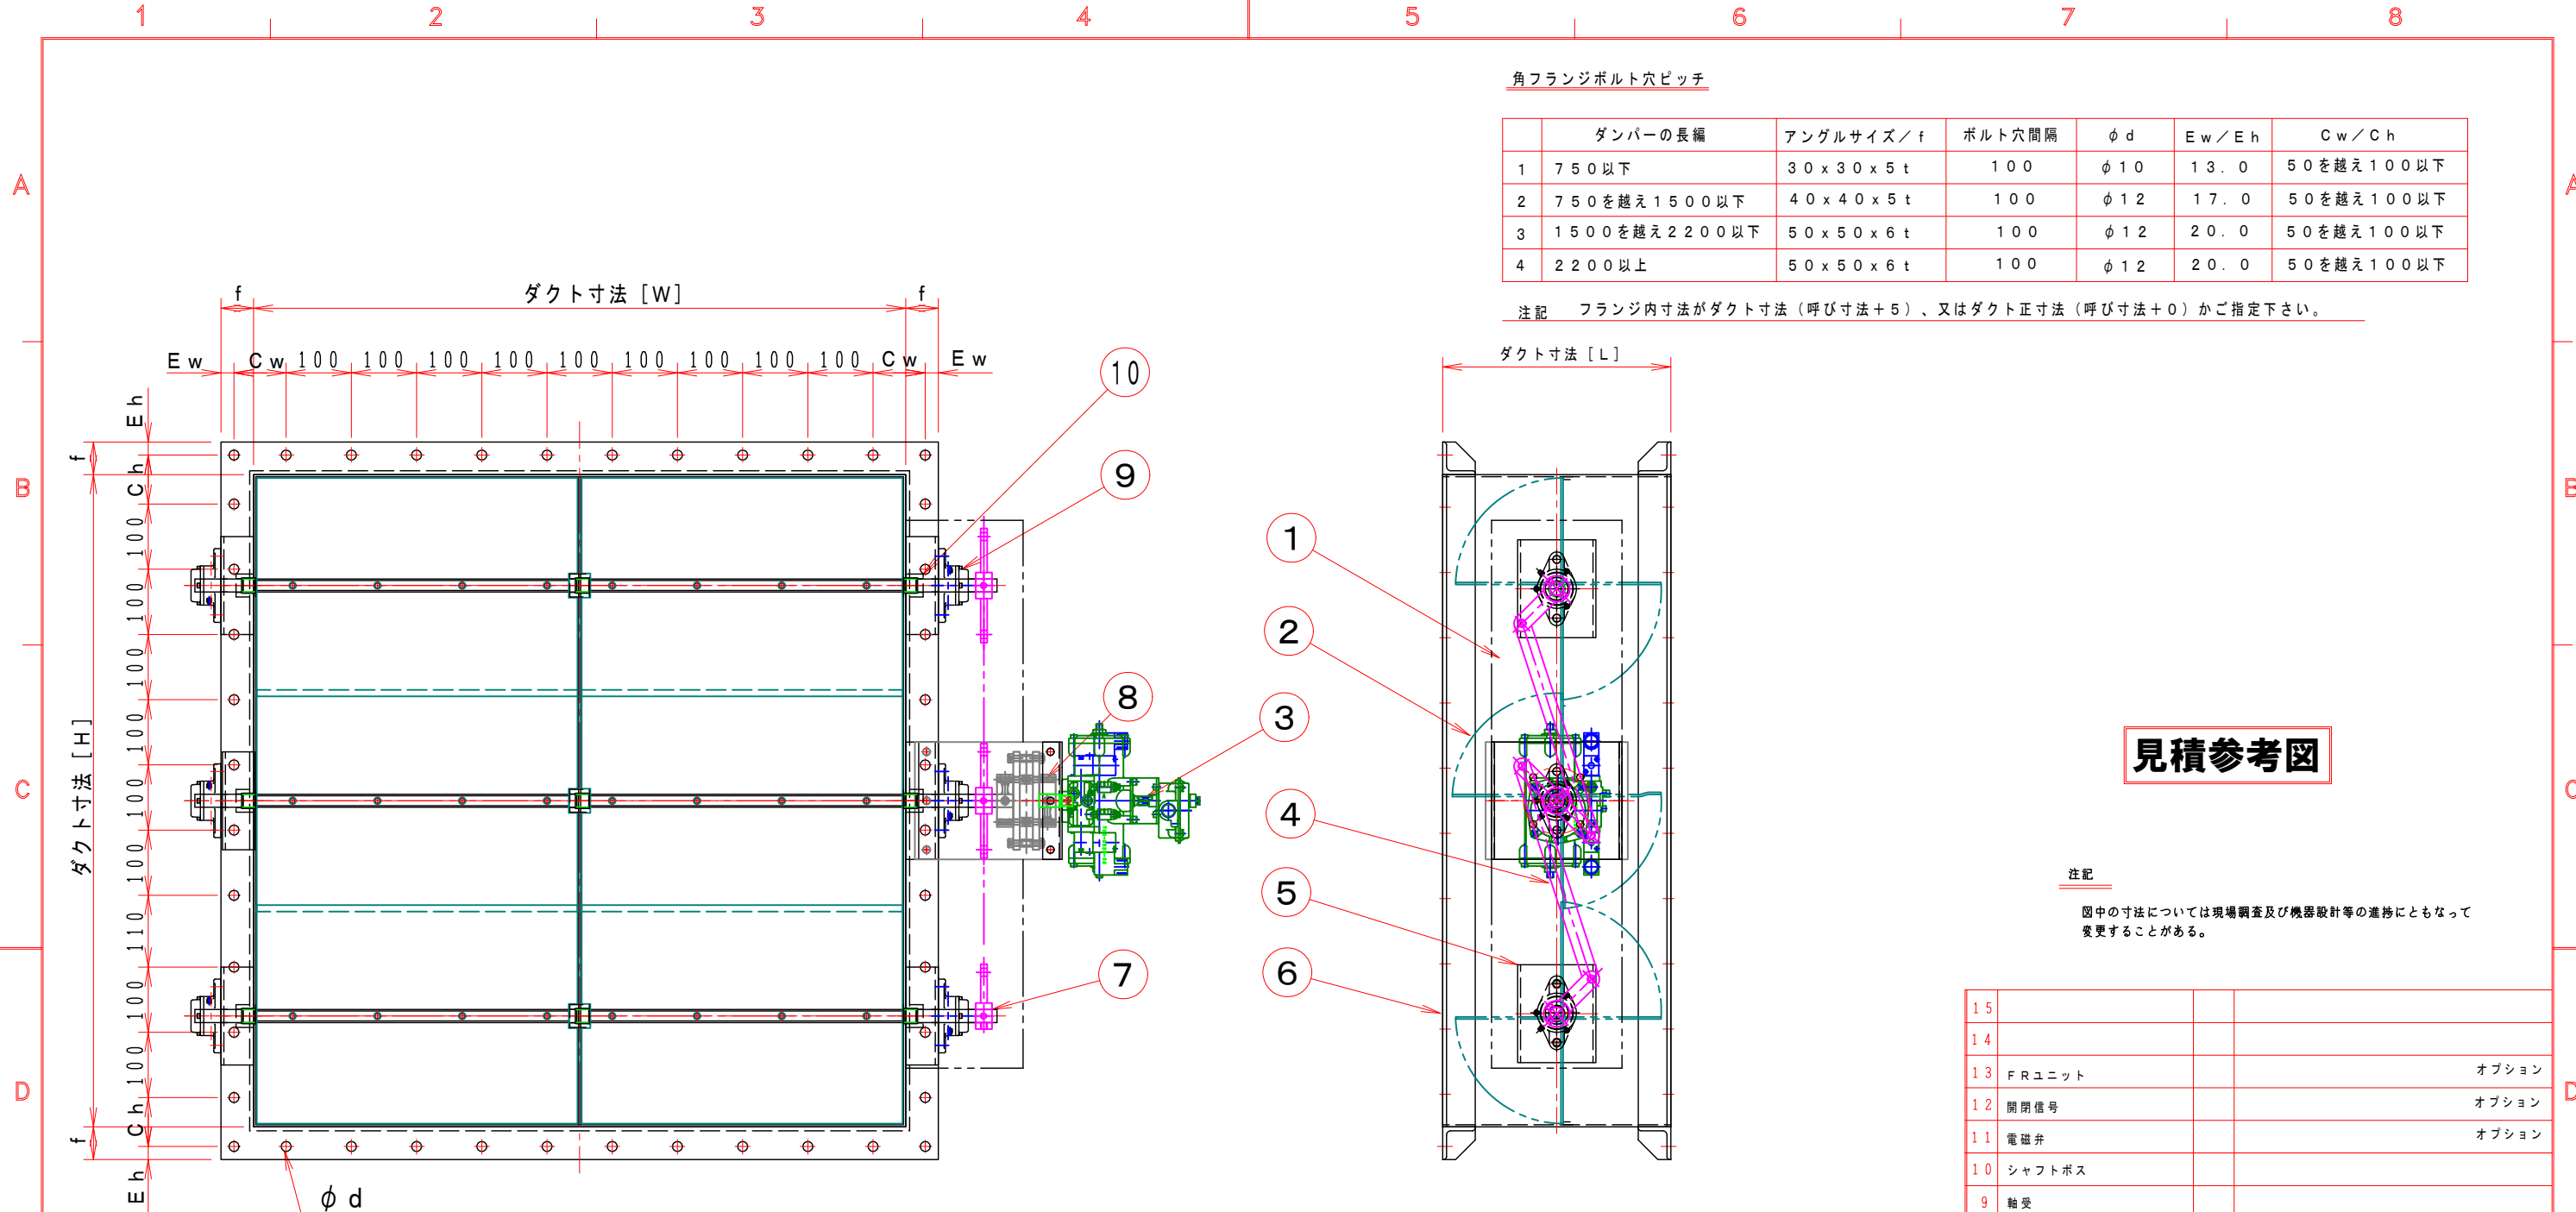 1 2 3 4 5 6 7 8
角フランジボルト穴ピッチ
ダンパーの長編 アングルサイズ/f ボルト穴間隔 φd Ew/Eh Cw/Ch
1 750以下 30x30x5t 100 φ10 13.0 50を越え100以下
2 750を越え1500以下 40x40x5t 100 φ12 17.0 50を越え100以下
3 1500を越え2200以下 50x50x6t 100 φ12 20.0 50を越え100以下
4 2200以上 50x50x6t 100 φ12 20.0 50を越え100以下
注記 フランジ内寸法がダクト寸法(呼び寸法+5)、又はダクト正寸法(呼び寸法+0)かご指定下さい。
A A
f ダクト寸法[W] f
Ew Cw 100 100 100 100 100 100 100 100 100 Cw Ew
ダクト寸法[L]
Eh
f
Ch
100
100
100
100
100
100
110
100
100
Ch
f
Eh
ダクト寸法[H]
φd
B B
C C
D D
10
9
8
3
7
1
2
4
5
6
見積参考図
注記
図中の寸法については現場調査及び機器設計等の進捗にともなって
変更することがある。
15
14
13 FRユニット オプション
12 開閉信号 オプション
11 電磁弁 オプション
10 シャフトボス
9 軸受